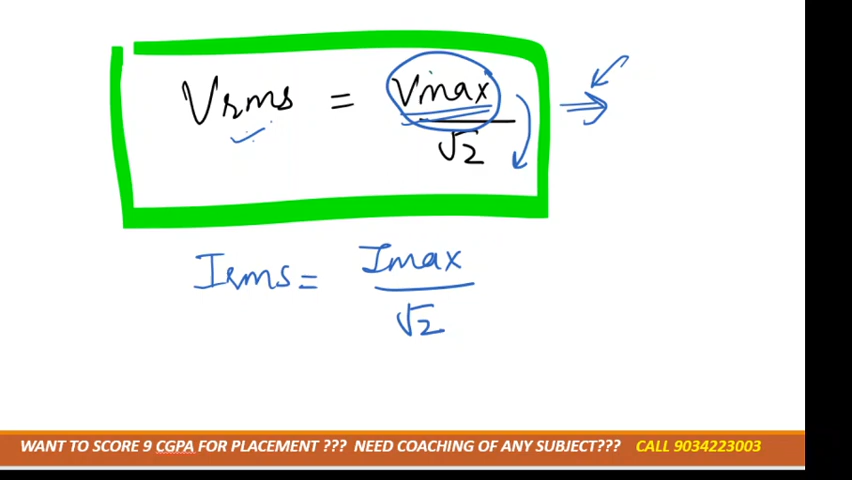 Vrms = Vmax / √2
Irms = Imax / √2
WANT TO SCORE 9 CGPA FOR PLACEMENT ??? NEED COACHING OF ANY SUBJECT??? CALL 9034223003